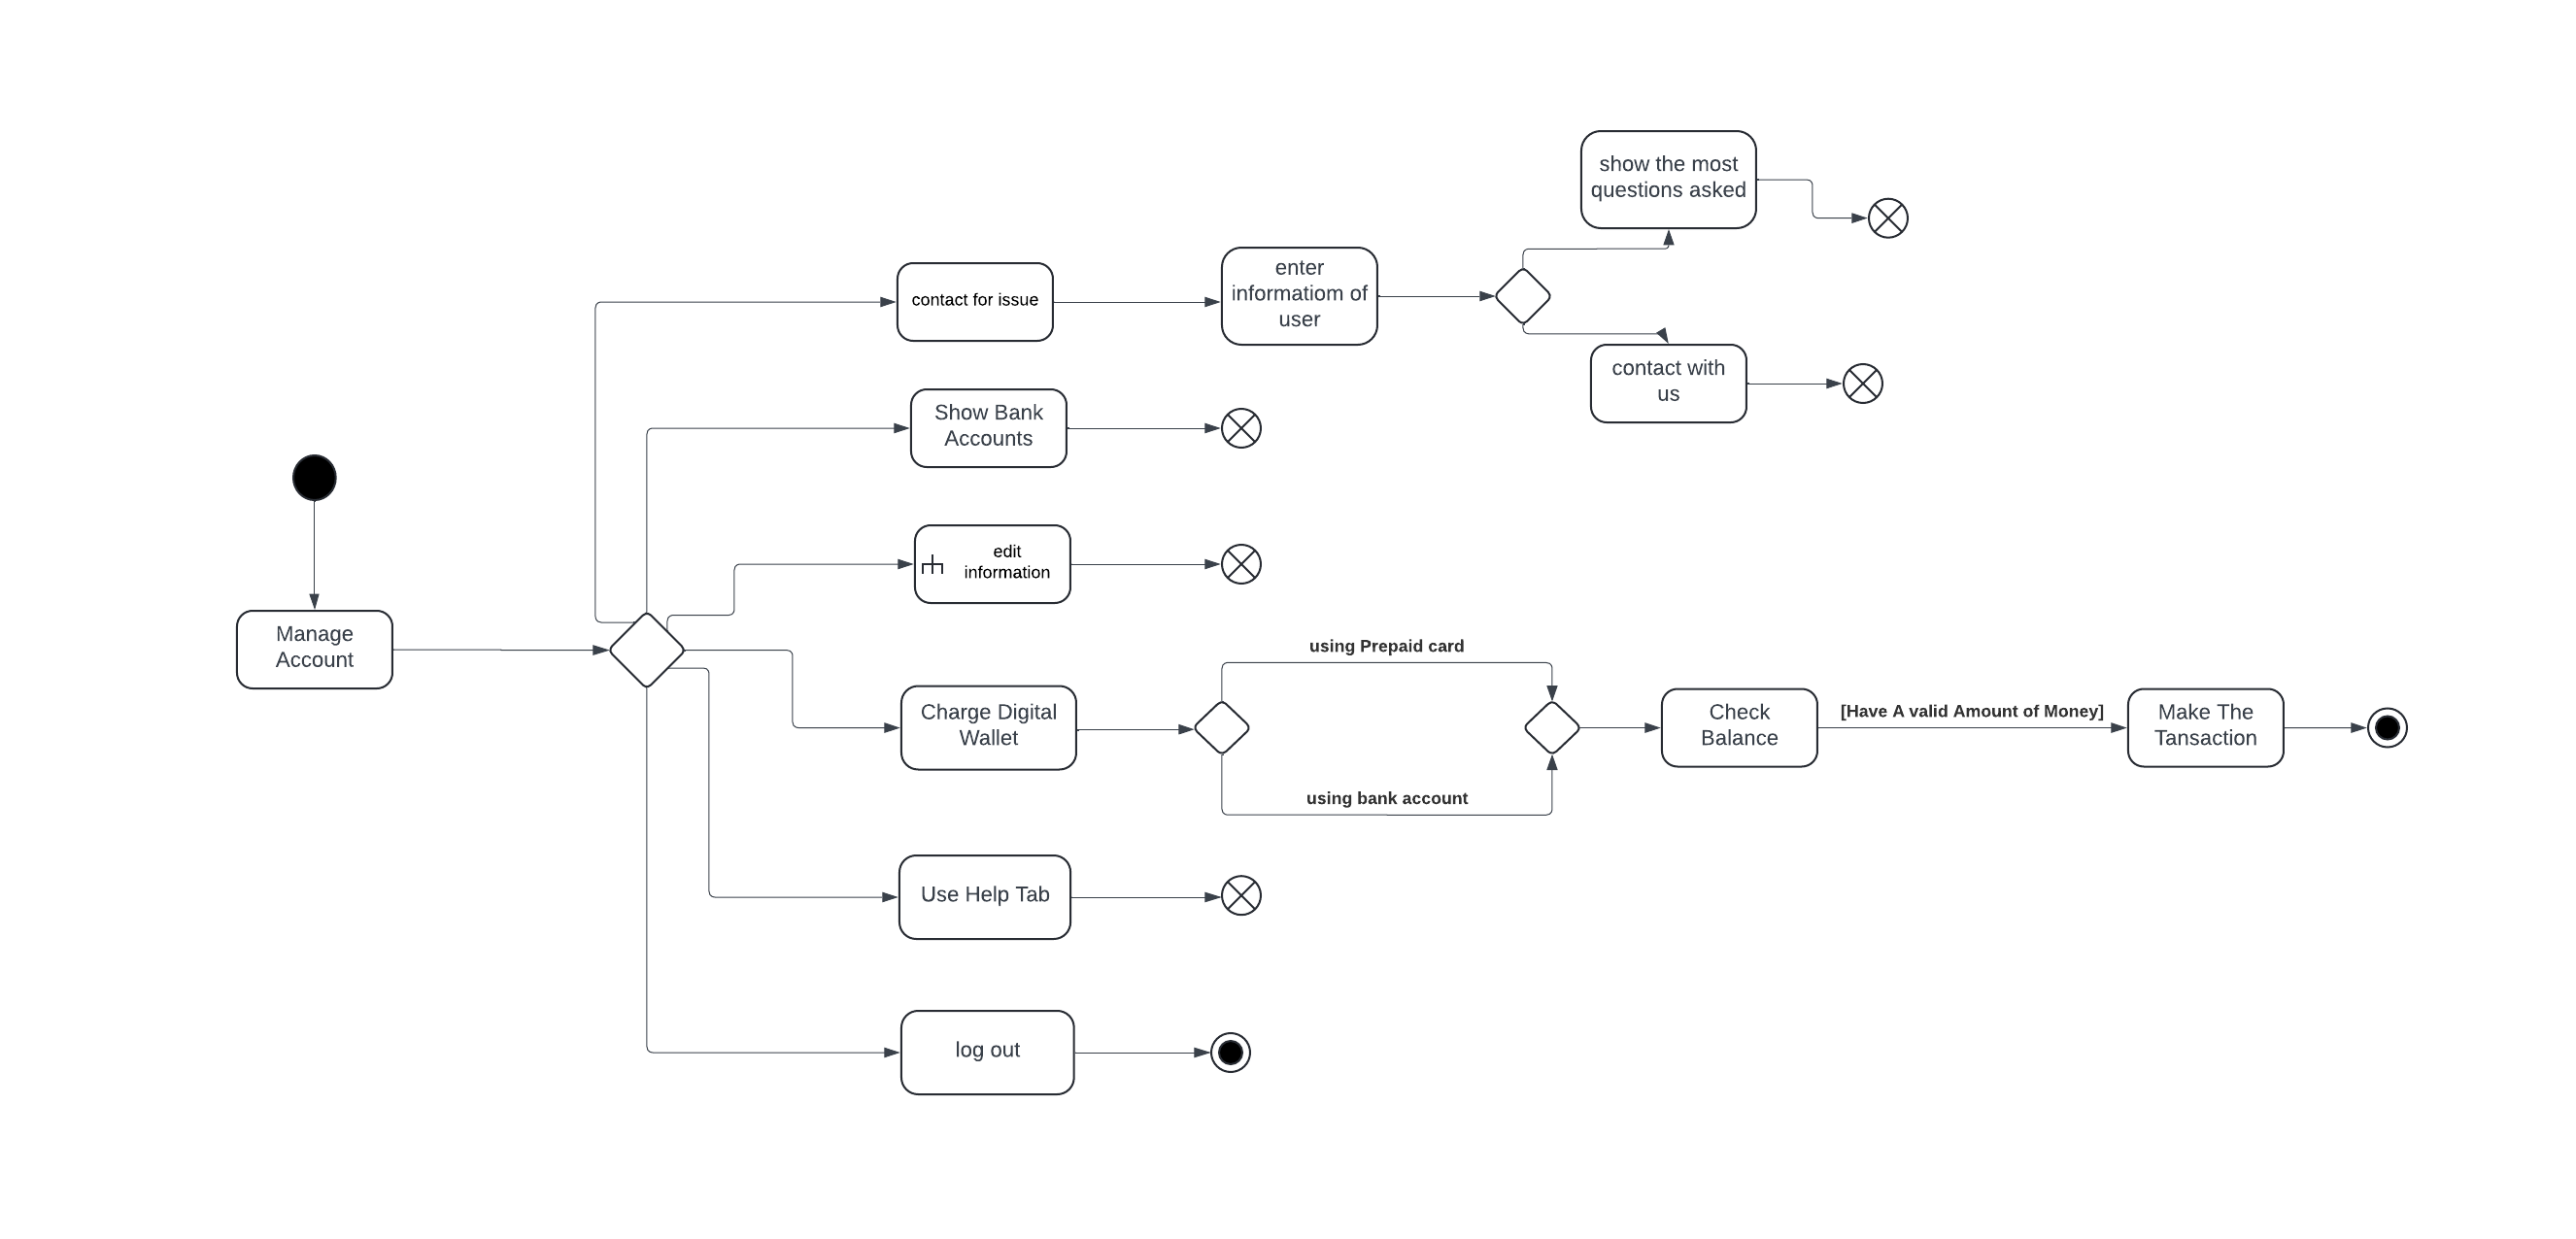 show the most
questions asked
enter
informatiom of
user
contact for issue
contact with
us
Show Bank
Accounts
edit
information
Manage
Account
using Prepaid card
Charge Digital
Wallet
Check
Balance
[Have A valid Amount of Money]
Make The
Tansaction
using bank account
Use Help Tab
log out